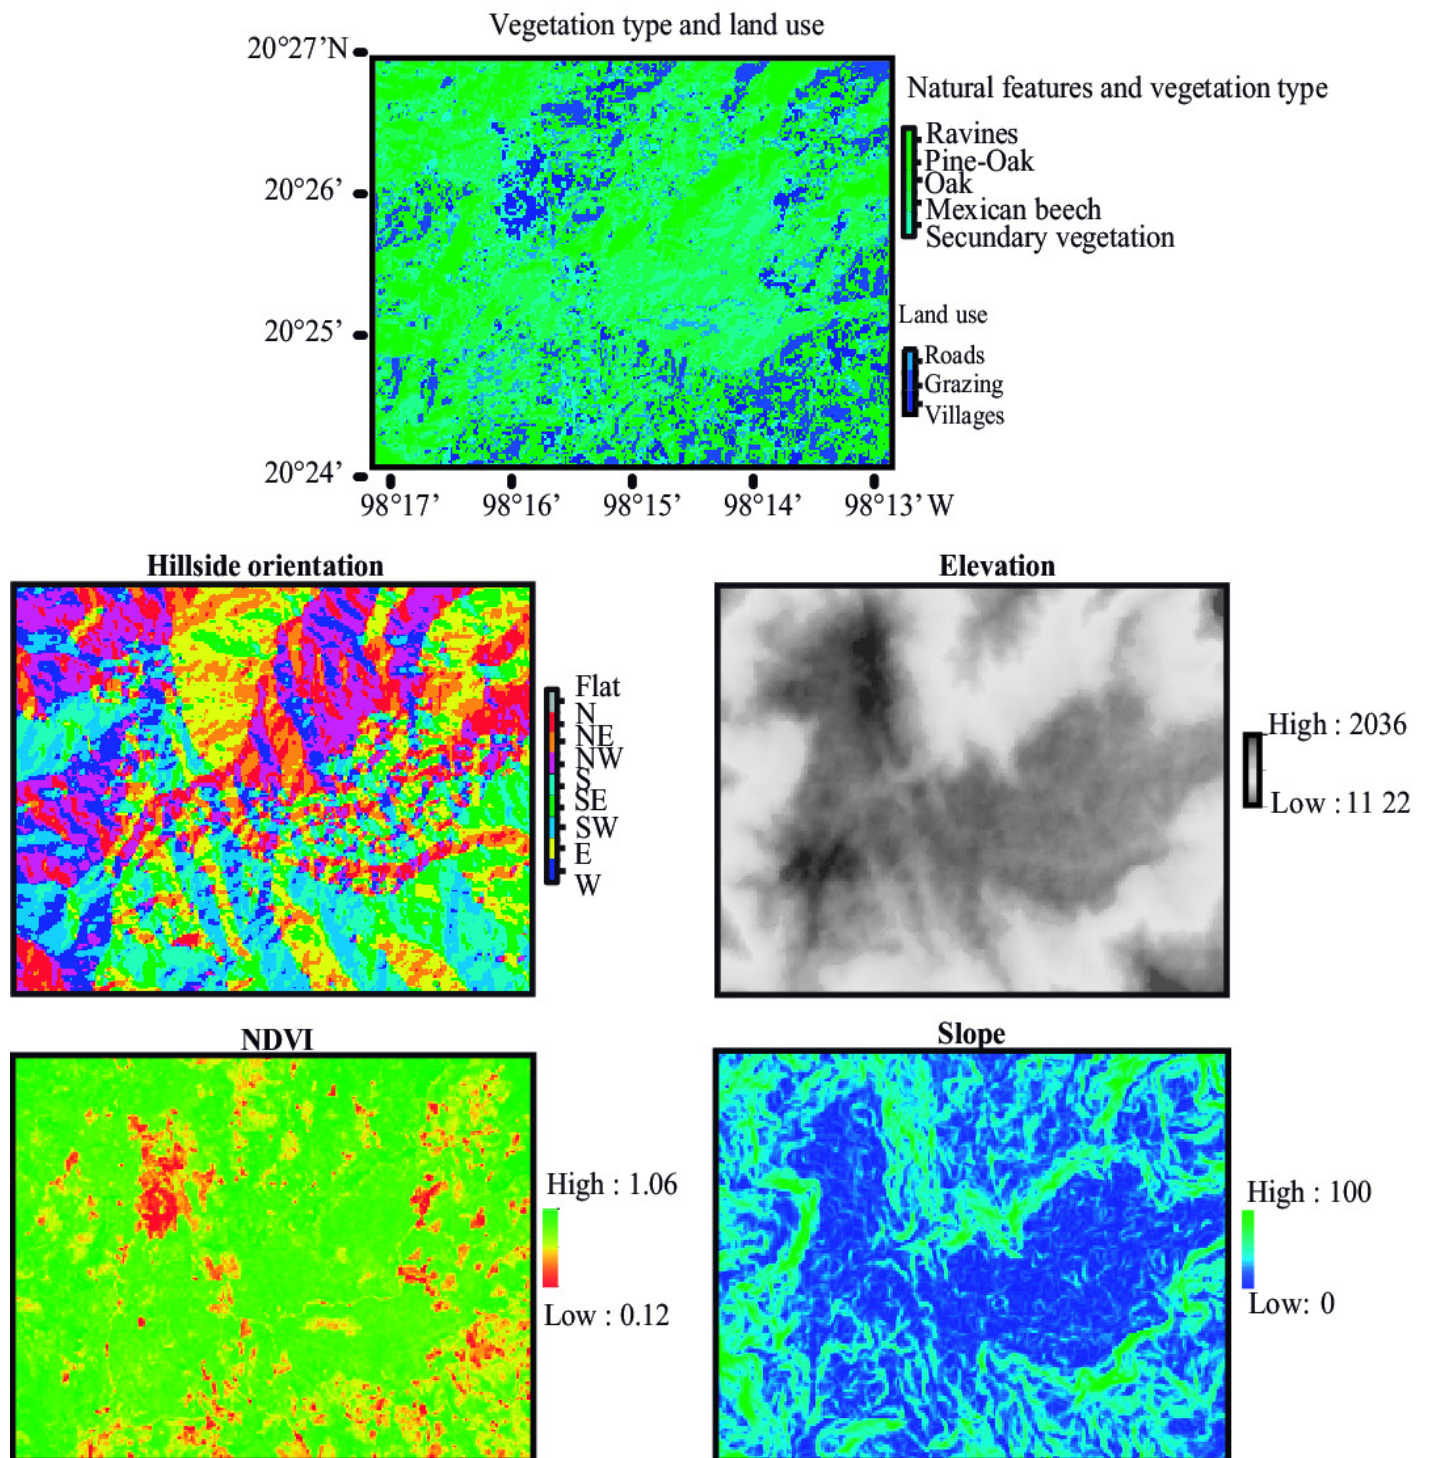 Vegetation type and land use
20°27’N
20°26’
20°25’
20°24’
98°17’ 98°16’ 98°15’ 98°14’ 98°13’ W
Natural features and vegetation type
Ravines
Pine-Oak
Oak
Mexican beech
Secundary vegetation
Land use
Roads
Grazing
Villages
Hillside orientation
Flat
N
NE
NW
S
SE
SW
E
W
Elevation
High : 2036
Low : 11 22
NDVI
High : 1.06
Low : 0.12
Slope
High : 100
Low: 0